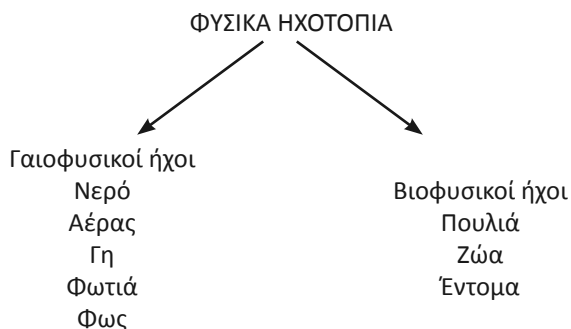 ΦΥΣΙΚΑ ΗΧΟΤΟΠΙΑ
Γαιοφυσικοί ήχοι
Νερό
Αέρας
Γη
Φωτιά
Φως
Βιοφυσικοί ήχοι
Πουλιά
Ζώα
Έντομα